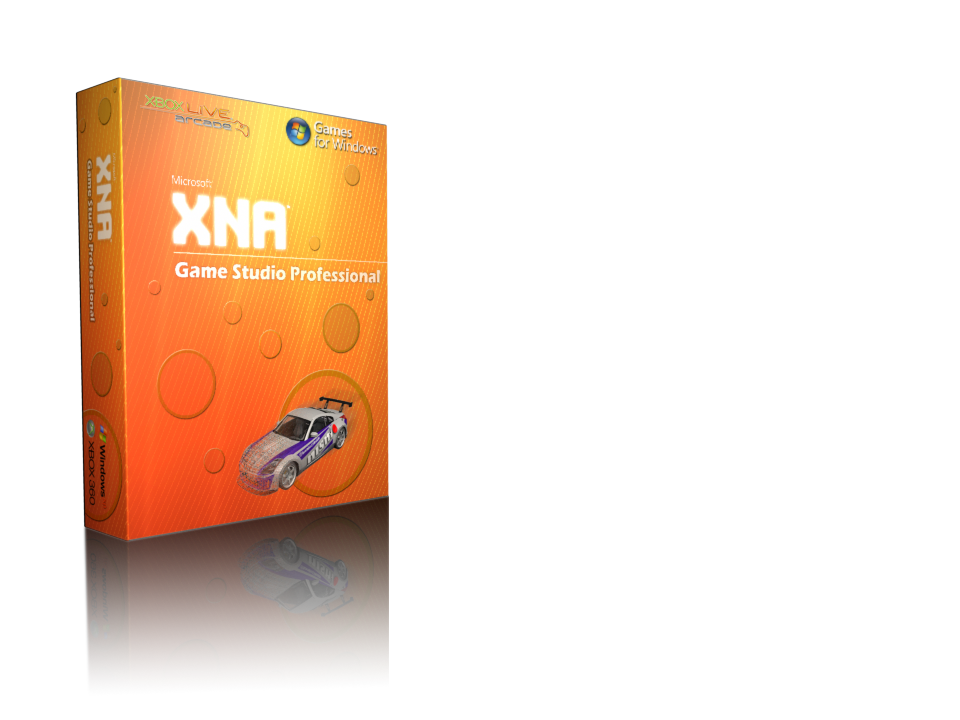 XBOX LIVE
arcade
Games
for Windows
Microsoft
XNA
Game Studio Professional
XNA
Game Studio Professional
Windows
XBOX 360